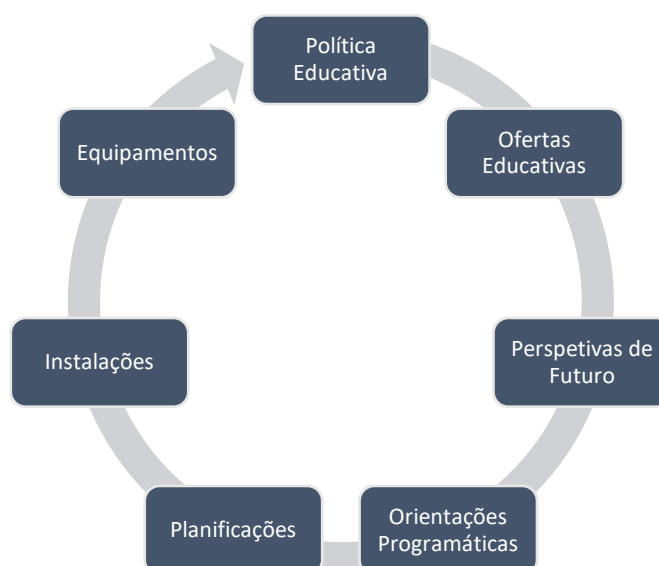 Política
Educativa
Ofertas
Educativas
Perspetivas de
Futuro
Orientações
Programáticas
Planificações
Instalações
Equipamentos